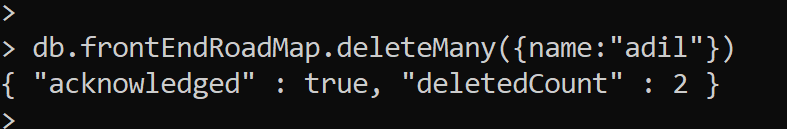 >
> db.frontEndRoadMap.deleteMany({name:"adil"})
{ "acknowledged" : true, "deletedCount" : 2 }
>